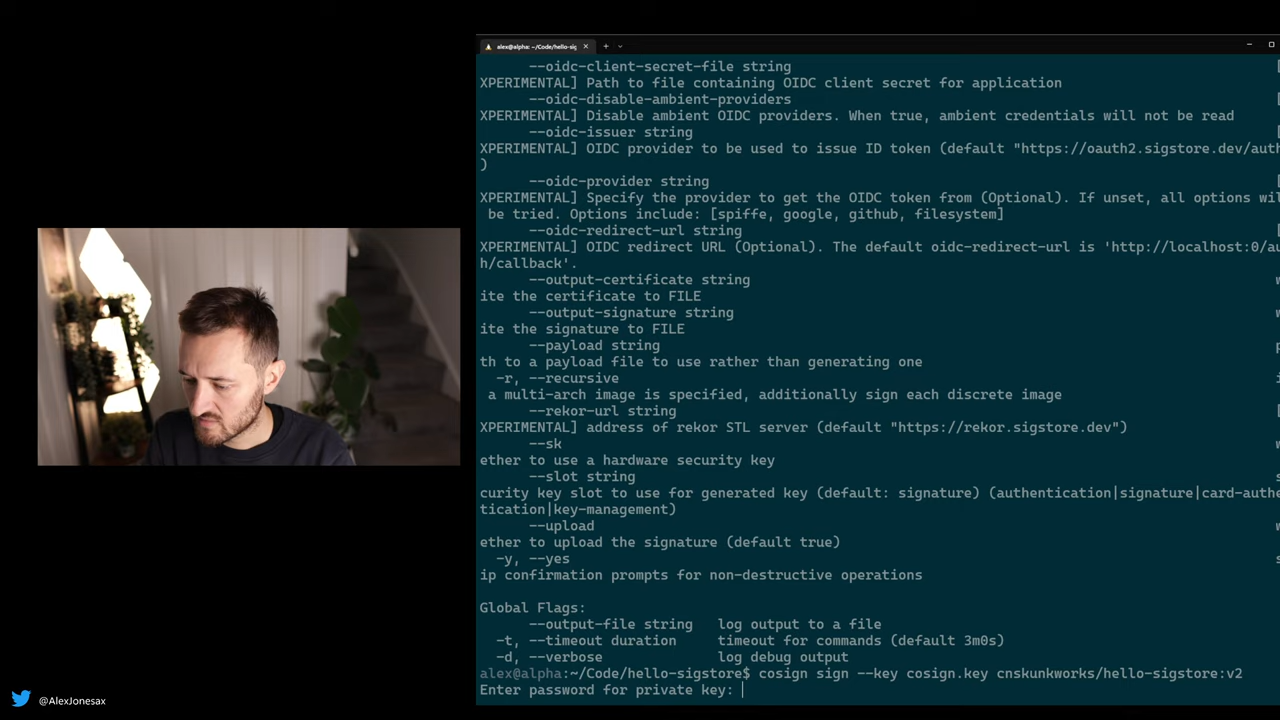 alex@alpha: ~/Code/hello-sig
--oidc-client-secret-file string
[
XPERIMENTAL] Path to file containing OIDC client secret for application
--oidc-disable-ambient-providers
[
XPERIMENTAL] Disable ambient OIDC providers. When true, ambient credentials will not be read
--oidc-issuer string
[
XPERIMENTAL] OIDC provider to be used to issue ID token (default "https://oauth2.sigstore.dev/auth
)
--oidc-provider string
[
XPERIMENTAL] Specify the provider to get the OIDC token from (Optional). If unset, all options wil
be tried. Options include: [spiffe, google, github, filesystem]
--oidc-redirect-url string
[
XPERIMENTAL] OIDC redirect URL (Optional). The default oidc-redirect-url is 'http://localhost:0/au
h/callback'.
--output-certificate string
ite the certificate to FILE
--output-signature string
ite the signature to FILE
--payload string
th to a payload file to use rather than generating one
-r, --recursive
a multi-arch image is specified, additionally sign each discrete image
--rekor-url string
[
XPERIMENTAL] address of rekor STL server (default "https://rekor.sigstore.dev")
--sk
ether to use a hardware security key
--slot string
curity key slot to use for generated key (default: signature) (authentication|signature|card-authe
tication|key-management)
--upload
ether to upload the signature (default true)
-y, --yes
ip confirmation prompts for non-destructive operations
Global Flags:
--output-file string log output to a file
-t, --timeout duration timeout for commands (default 3m0s)
-d, --verbose log debug output
alex@alpha:~/Code/hello-sigstore$ cosign sign --key cosign.key cnskunkworks/hello-sigstore:v2
Enter password for private key:
@AlexJonesax